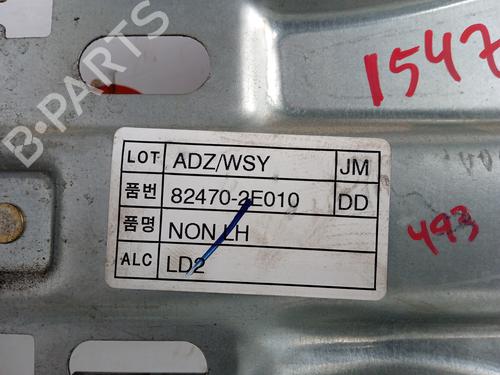 B-PARTS
1547
LOT ADZ/WSY JM
품번 82470-2E010 DD
품명 NON LH
ALC LD2
493